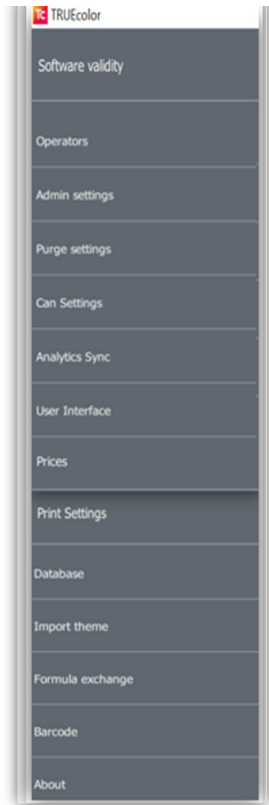 Tc TRUEcolor
Software validity
Operators
Admin settings
Purge settings
Can Settings
Analytics Sync
User Interface
Prices
Print Settings
Database
Import theme
Formula exchange
Barcode
About